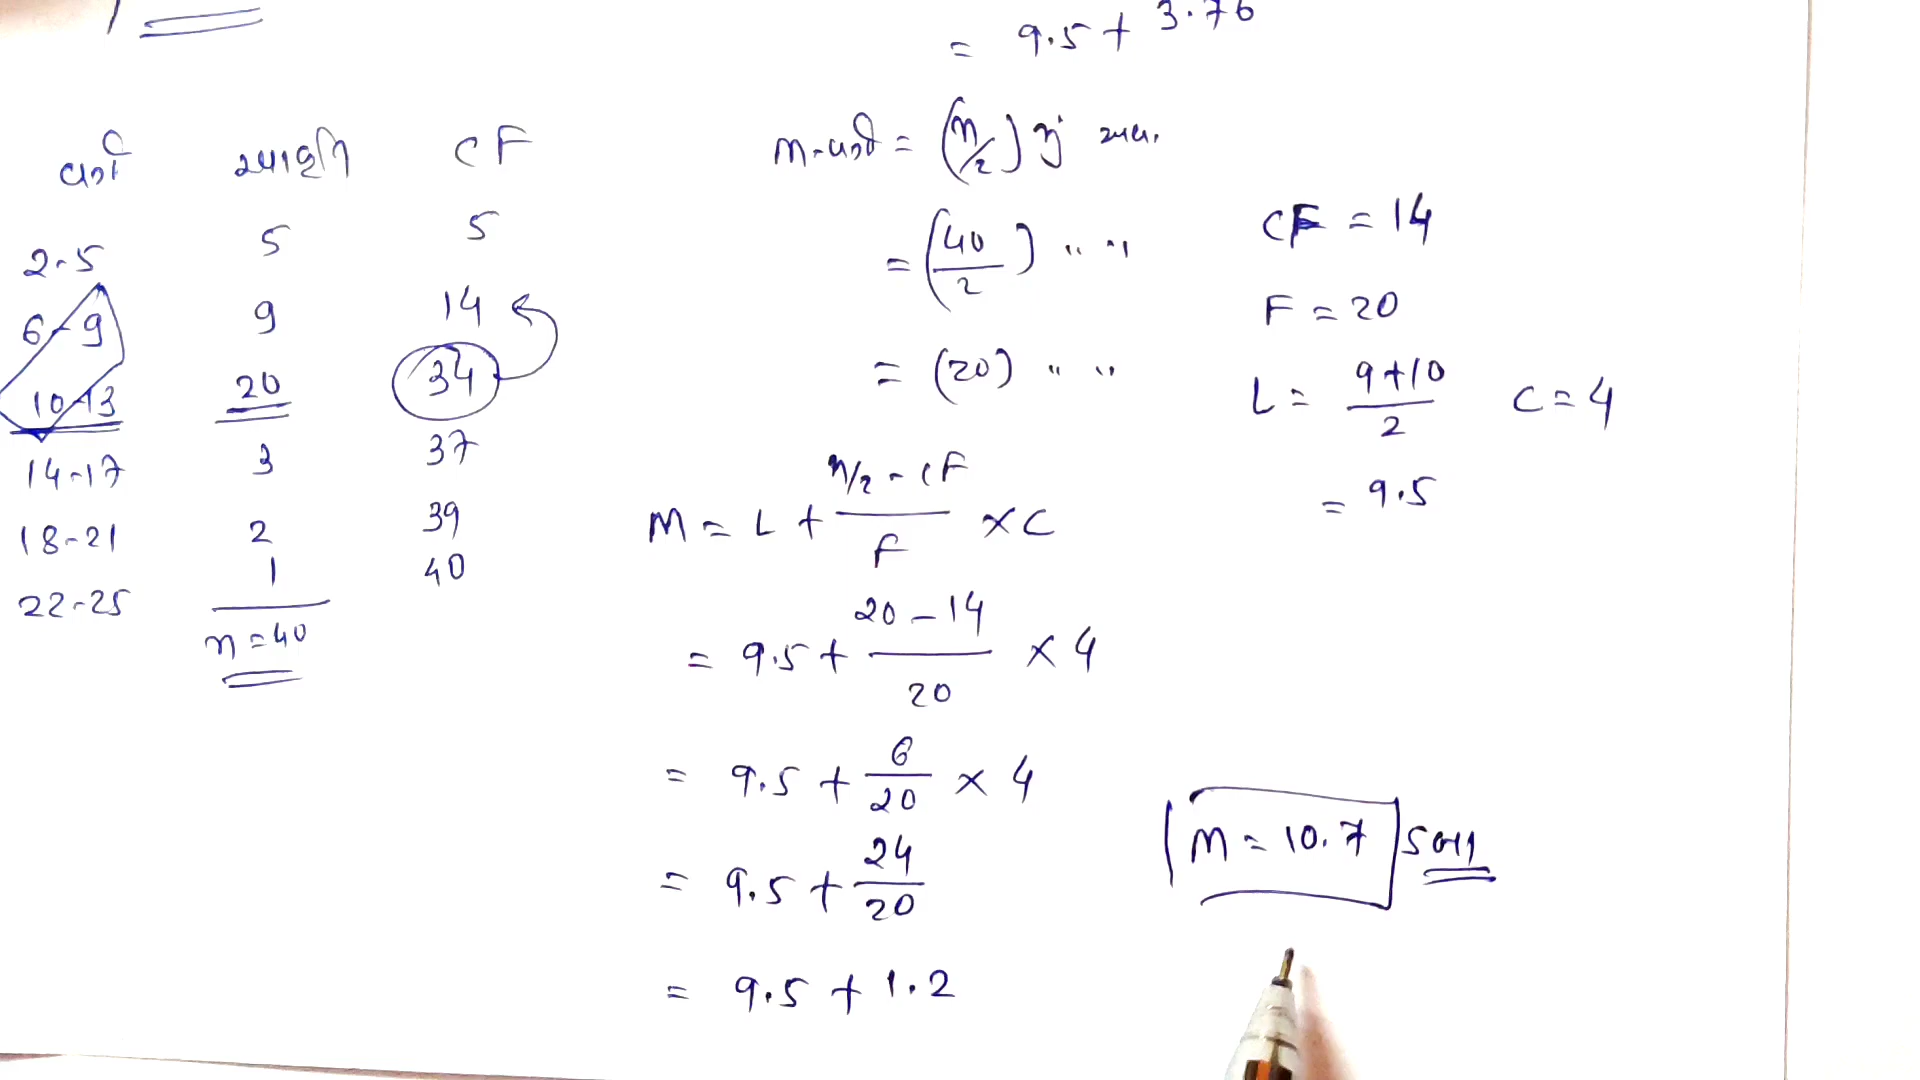 = 9.5 + 3.76
વર્ગ આવૃત્તિ CF
2-5 5 5
6-9 9 14
10-13 20 34
14-17 3 37
18-21 2 39
22-25 1 40
n = 40
M-વર્ગ = (n/2) નું અવ.
= (40/2) " "
= (20) " "
M = L + (n/2 - CF)/F × C
= 9.5 + (20 - 14)/20 × 4
= 9.5 + 6/20 × 4
= 9.5 + 24/20
= 9.5 + 1.2
CF = 14
F = 20
L = (9+10)/2 C = 4
= 9.5
M = 10.7